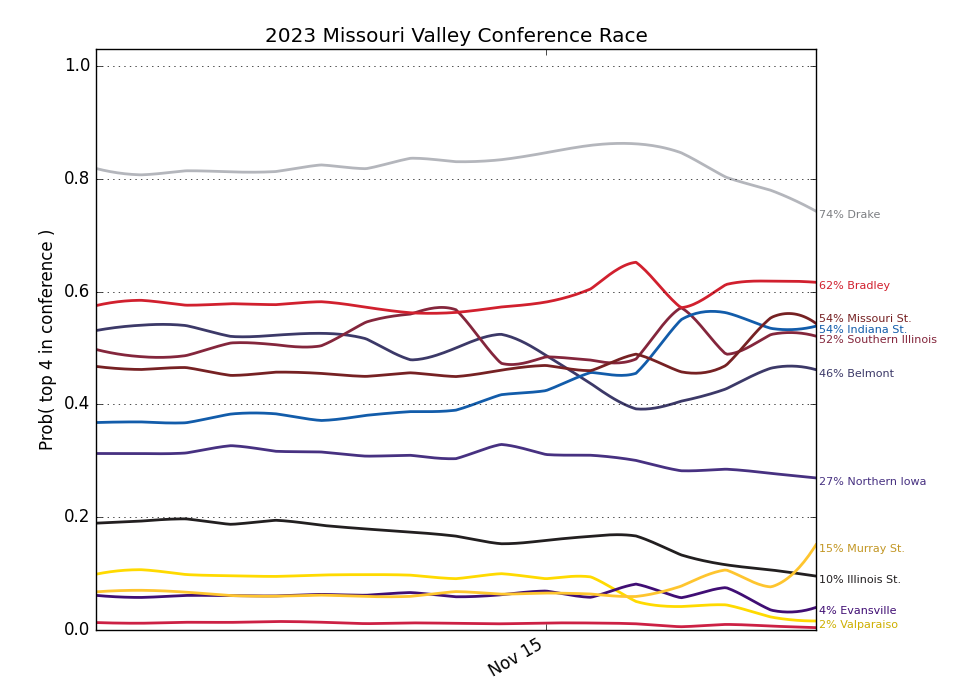 2023 Missouri Valley Conference Race
Prob( top 4 in conference )
1.0
0.8
0.6
0.4
0.2
0.0
Nov 15
74% Drake
62% Bradley
54% Missouri St.
54% Indiana St.
52% Southern Illinois
46% Belmont
27% Northern Iowa
15% Murray St.
10% Illinois St.
4% Evansville
2% Valparaiso